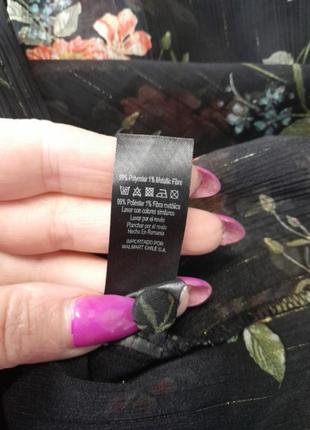 99% Polyester 1% Metallic Fibre
99% Poliéster 1% Fibra metálica
Lavar con colores similares
Lavar por el revés
Planchar por el revés
Hecho En Romania
IMPORTADO POR
WALMART CHILE S.A.